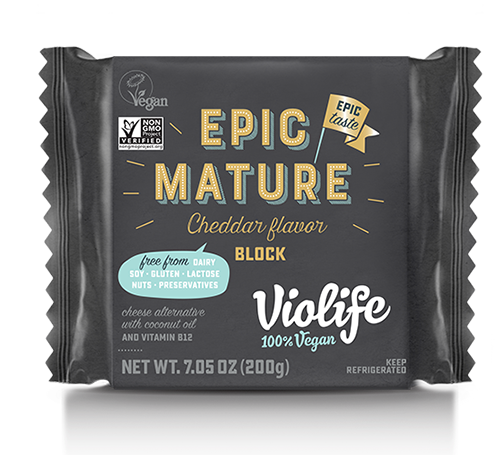 Vegan
NON
GMO
Project
VERIFIED
nongmoproject.org
EPIC
taste
EPIC
MATURE
Cheddar flavor
BLOCK
free from DAIRY
SOY · GLUTEN · LACTOSE
NUTS · PRESERVATIVES
cheese alternative
with coconut oil
AND VITAMIN B12
Violife
100% Vegan
NET WT. 7.05 OZ (200g)
KEEP
REFRIGERATED